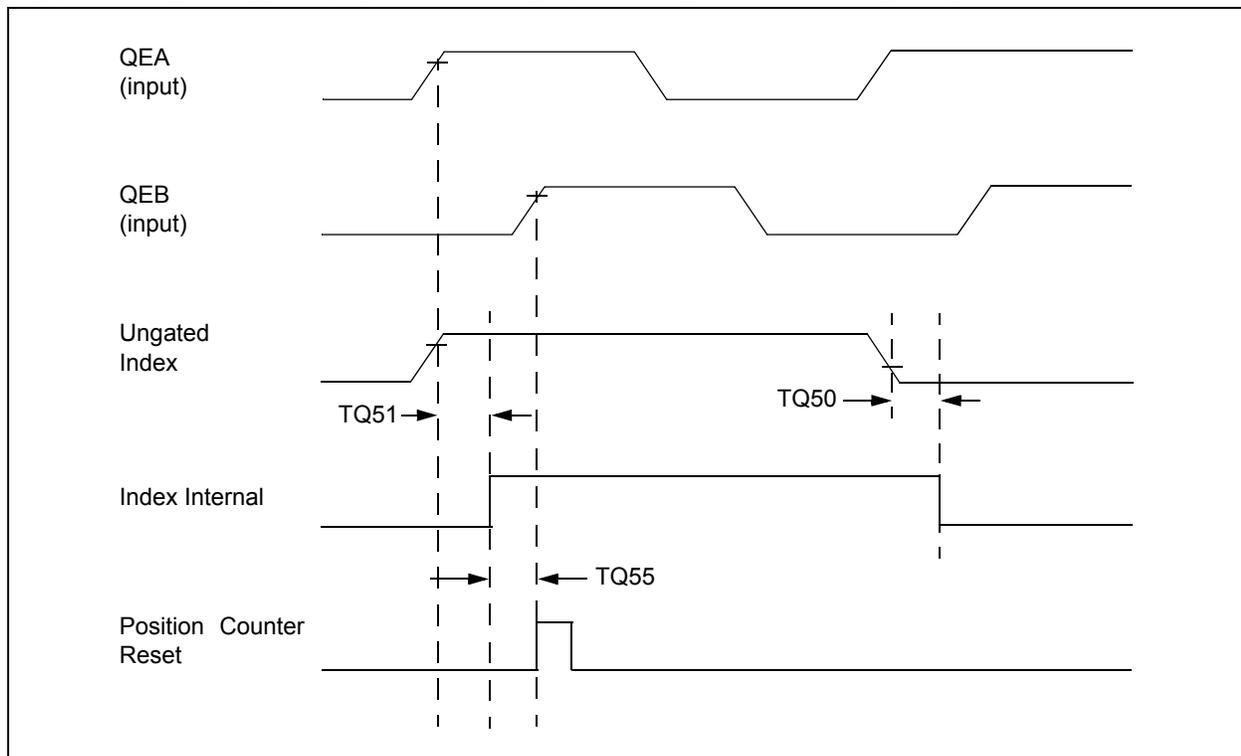 QEA
(input)
QEB
(input)
Ungated
Index
TQ51
TQ50
Index Internal
TQ55
Position Counter
Reset